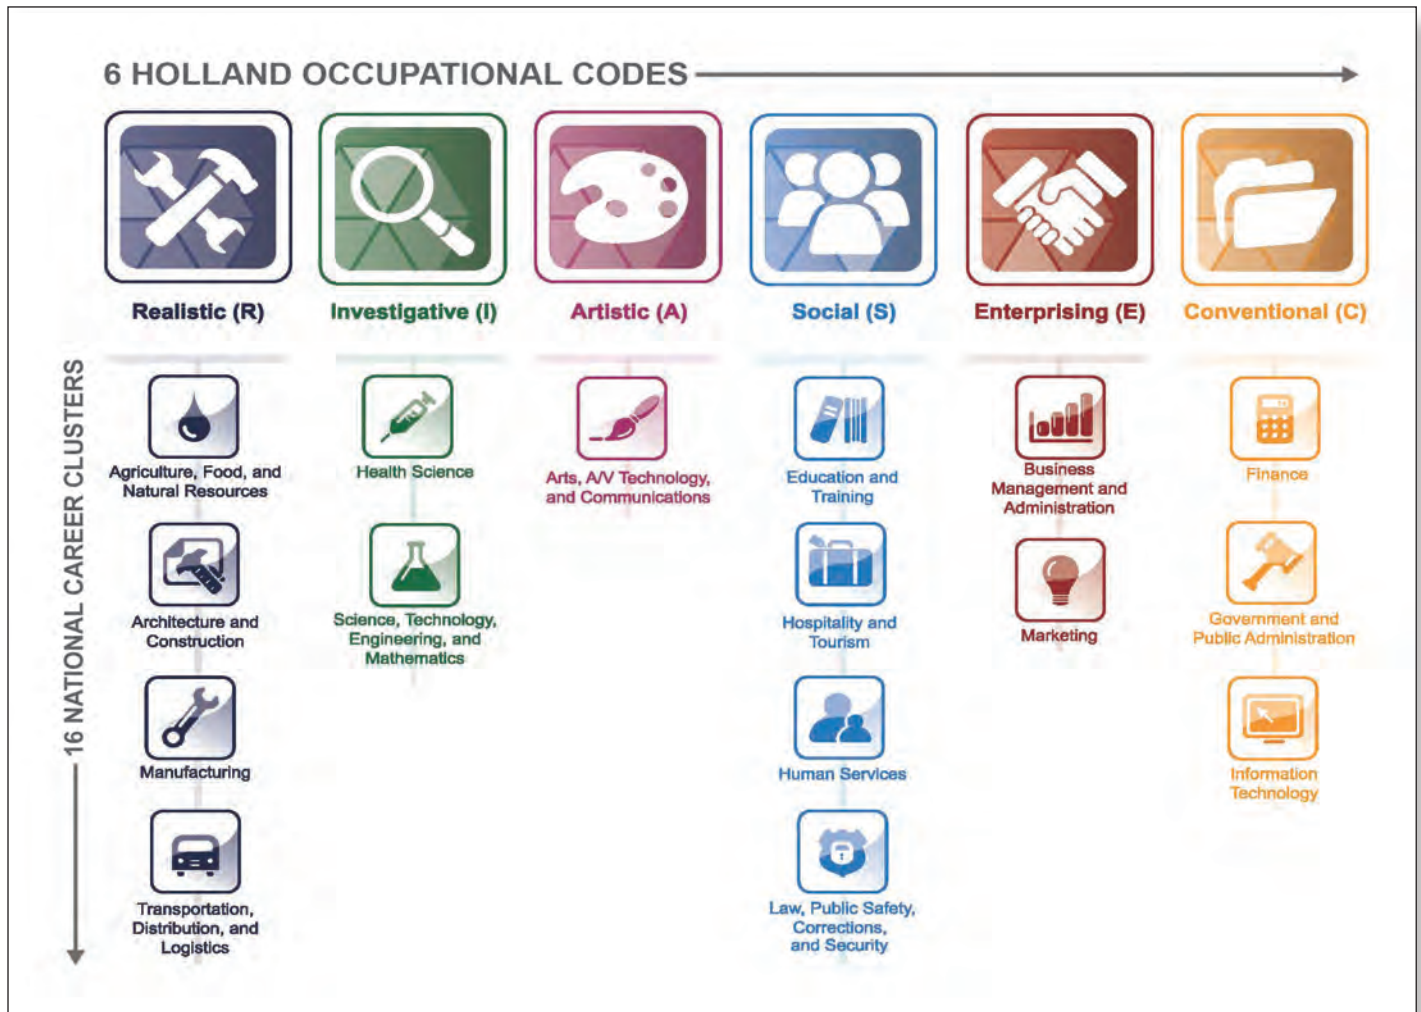 6 HOLLAND OCCUPATIONAL CODES
Realistic (R)
Investigative (I)
Artistic (A)
Social (S)
Enterprising (E)
Conventional (C)
16 NATIONAL CAREER CLUSTERS
Agriculture, Food, and
Natural Resources
Architecture and
Construction
Manufacturing
Transportation,
Distribution, and
Logistics
Health Science
Science, Technology,
Engineering, and
Mathematics
Arts, A/V Technology,
and Communications
Education and
Training
Hospitality and
Tourism
Human Services
Law, Public Safety,
Corrections,
and Security
Business
Management and
Administration
Marketing
Finance
Government and
Public Administration
Information
Technology